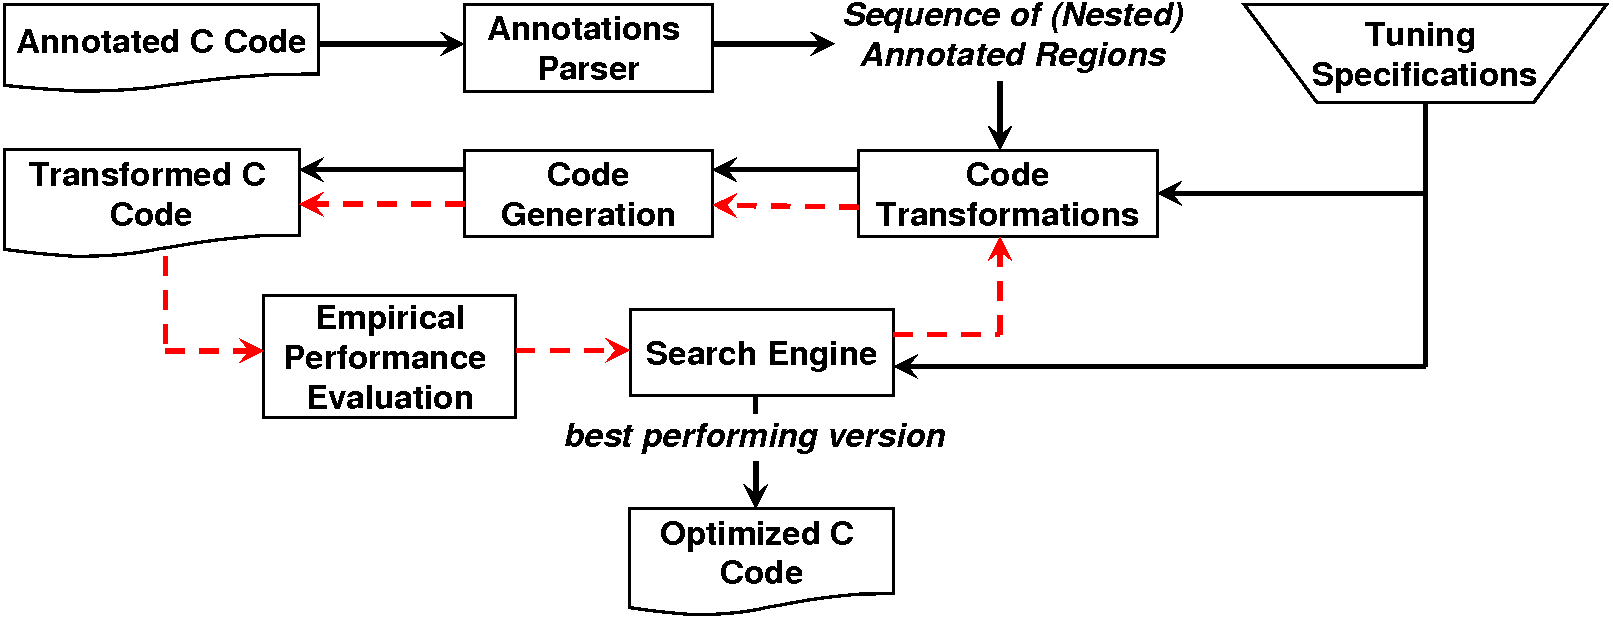 Annotated C Code
Annotations
Parser
Sequence of (Nested)
Annotated Regions
Tuning
Specifications
Transformed C
Code
Code
Generation
Code
Transformations
Empirical
Performance
Evaluation
Search Engine
best performing version
Optimized C
Code